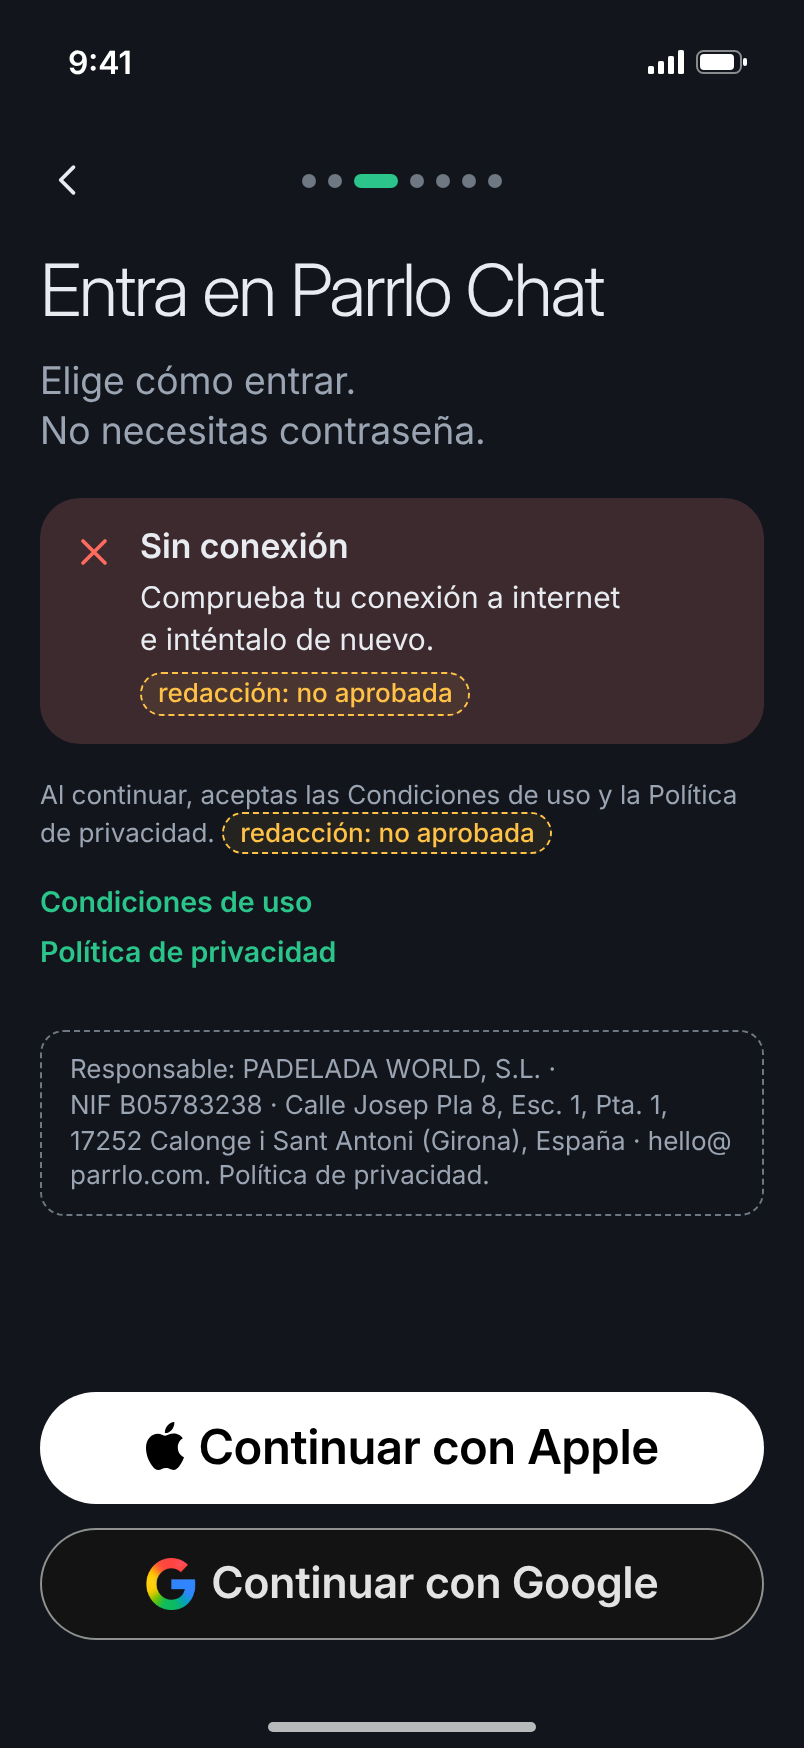 9:41
Entra en Parrlo Chat
Elige cómo entrar.
No necesitas contraseña.
Sin conexión
Comprueba tu conexión a internet
e inténtalo de nuevo.
redacción: no aprobada
Al continuar, aceptas las Condiciones de uso y la Política
de privacidad. redacción: no aprobada
Condiciones de uso
Política de privacidad
Responsable: PADELADA WORLD, S.L. ·
NIF B05783238 · Calle Josep Pla 8, Esc. 1, Pta. 1,
17252 Calonge i Sant Antoni (Girona), España · hello@
parrlo.com. Política de privacidad.
Continuar con Apple
Continuar con Google